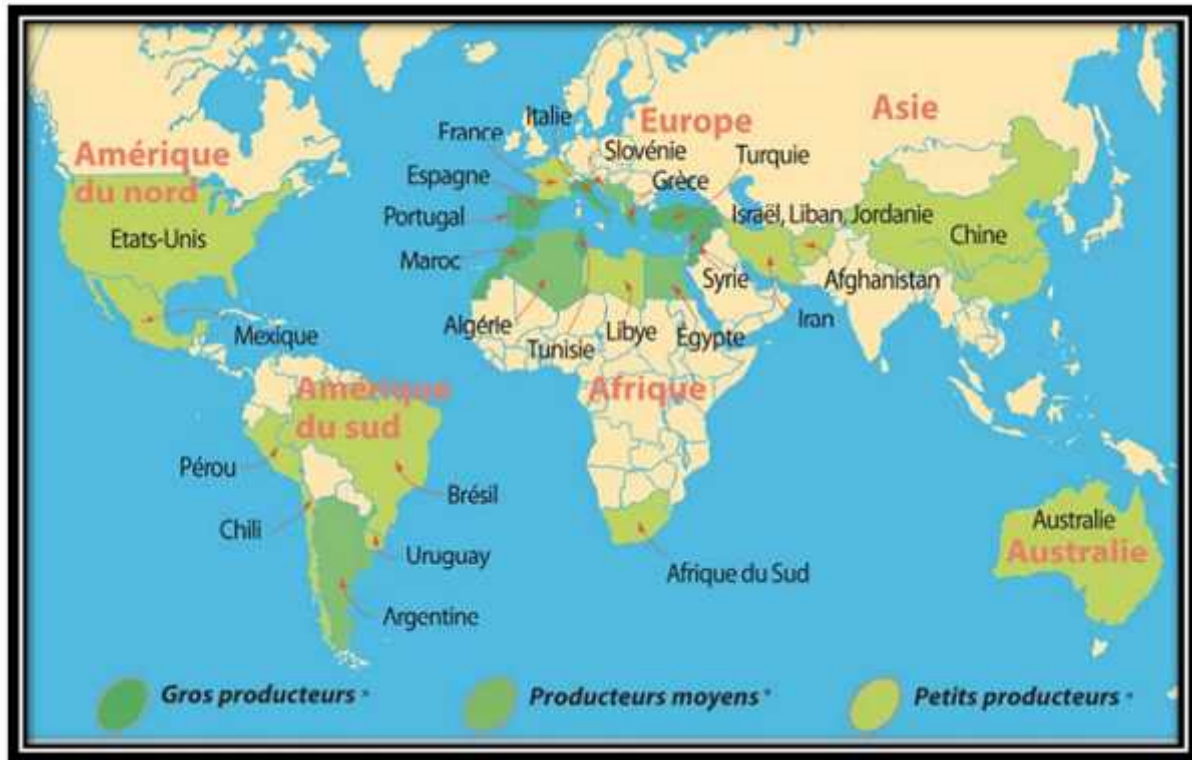 Amérique
du nord
Etats-Unis
Mexique
Italie
France
Espagne
Portugal
Maroc
Europe
Slovénie
Grèce
Turquie
Asie
Israël, Liban, Jordanie
Chine
Syrie
Afghanistan
Iran
Algérie
Tunisie
Libye
Égypte
Afrique
Amérique
du sud
Pérou
Brésil
Chili
Uruguay
Argentine
Afrique du Sud
Australie
Australie
Gros producteurs *
Producteurs moyens *
Petits producteurs *